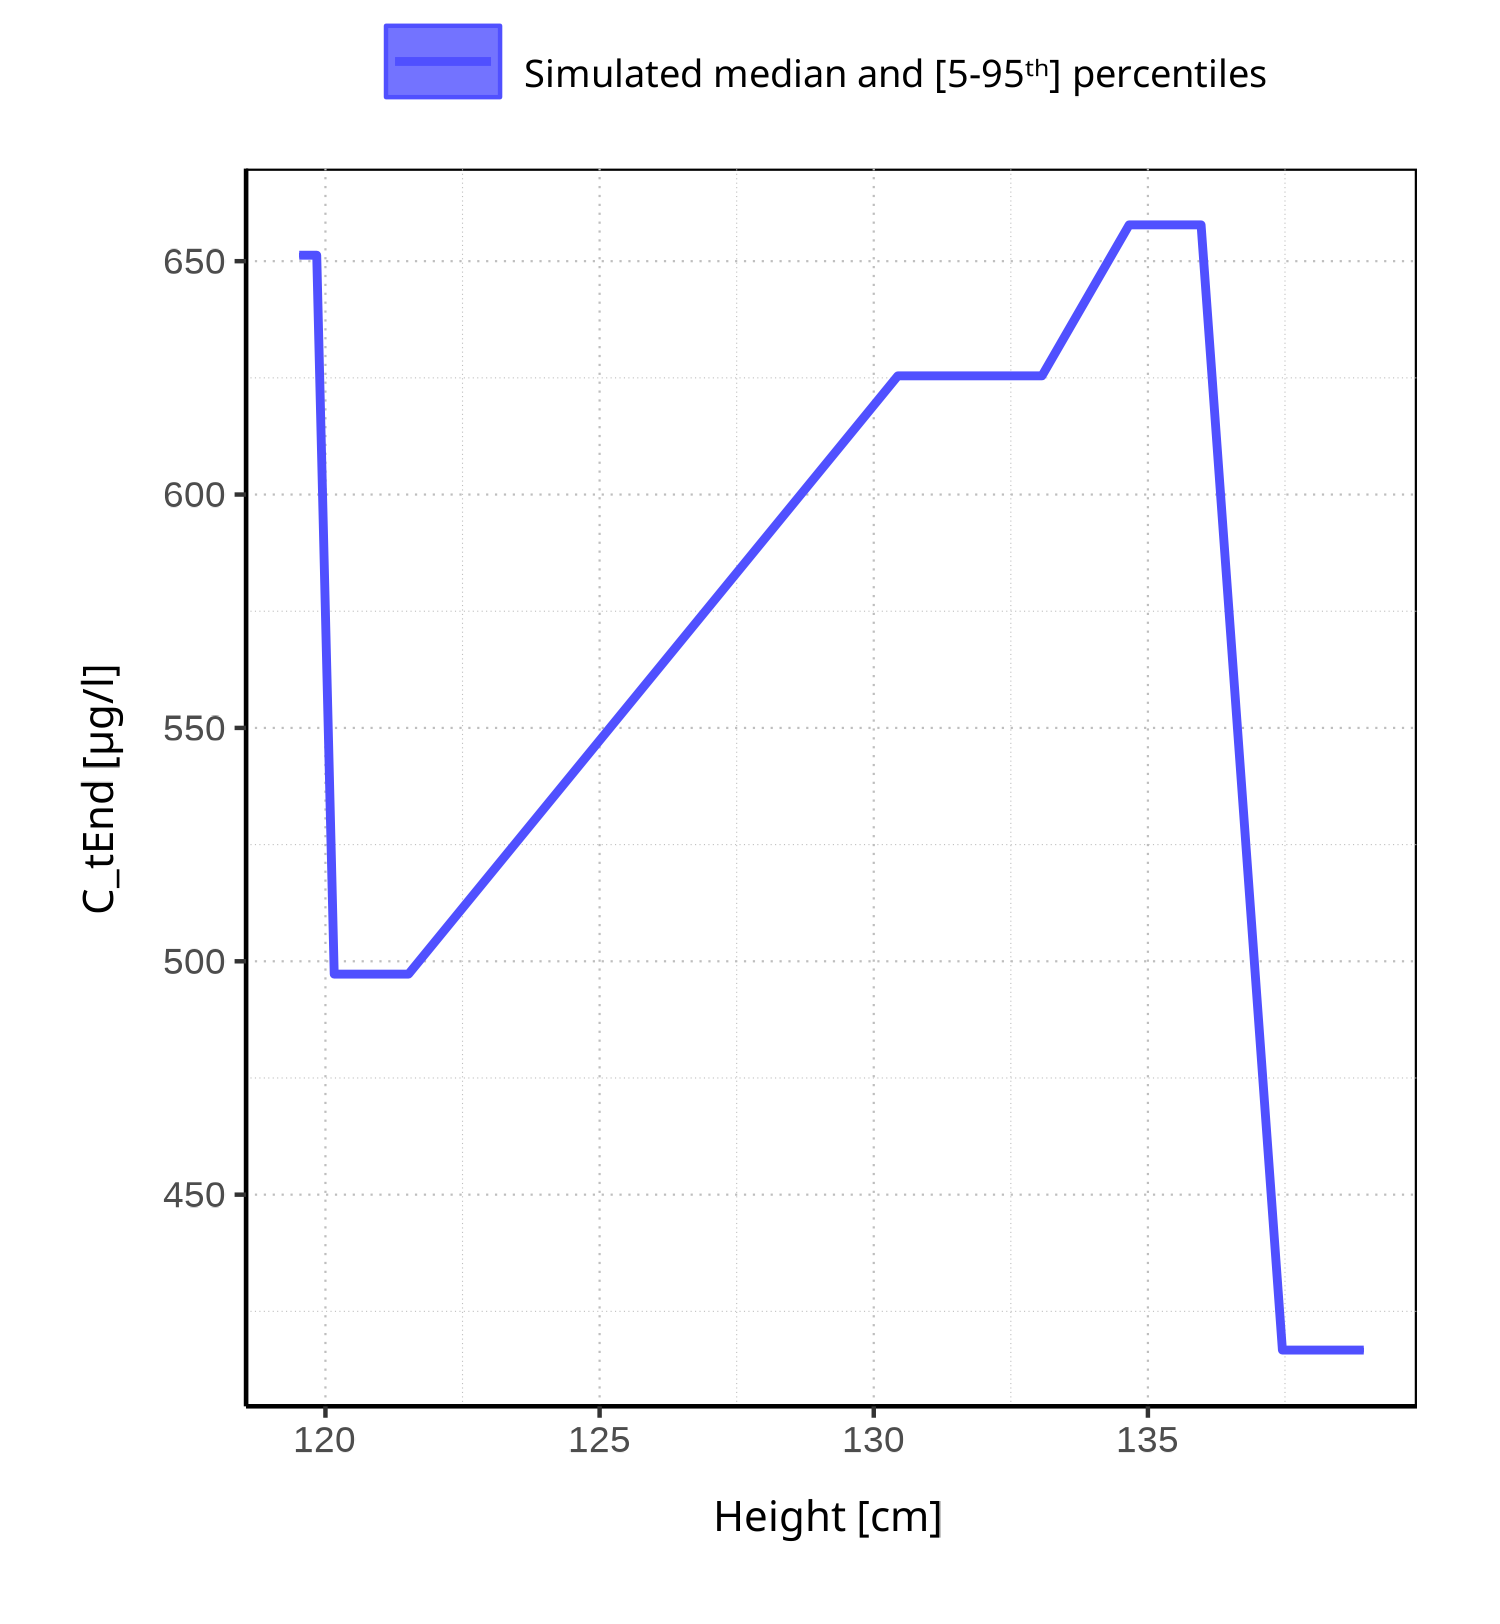 Simulated median and [5-95ᵗʰ] percentiles
650
600
550
500
450
C_tEnd [µg/l]
120 125 130 135
Height [cm]